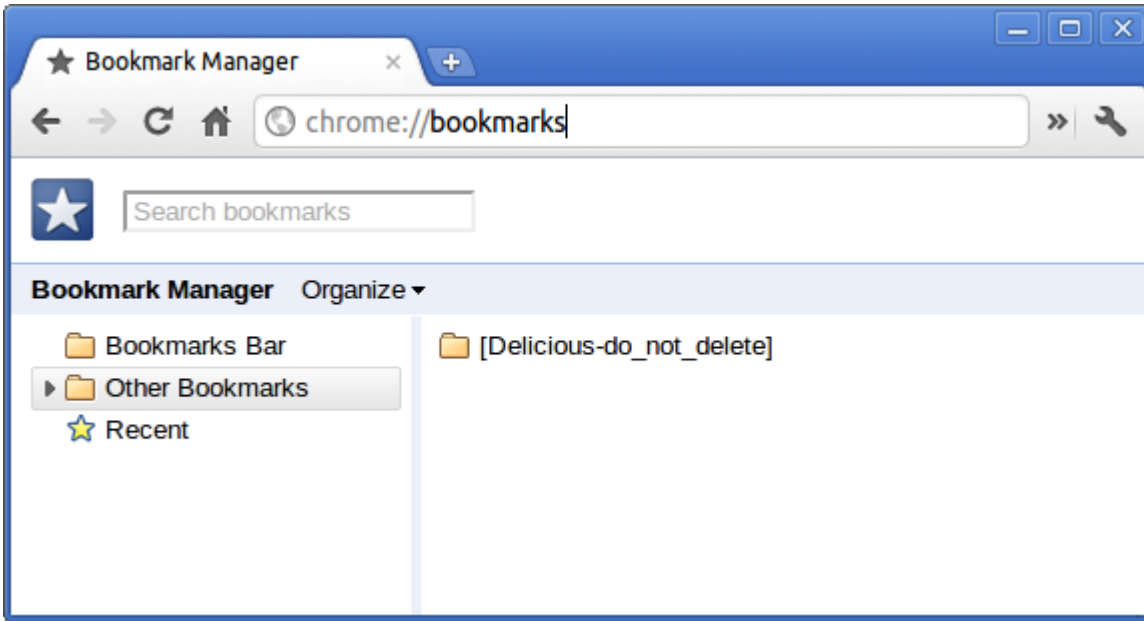 Bookmark Manager
chrome://bookmarks
Search bookmarks
Bookmark Manager Organize
Bookmarks Bar
Other Bookmarks
Recent
[Delicious-do_not_delete]